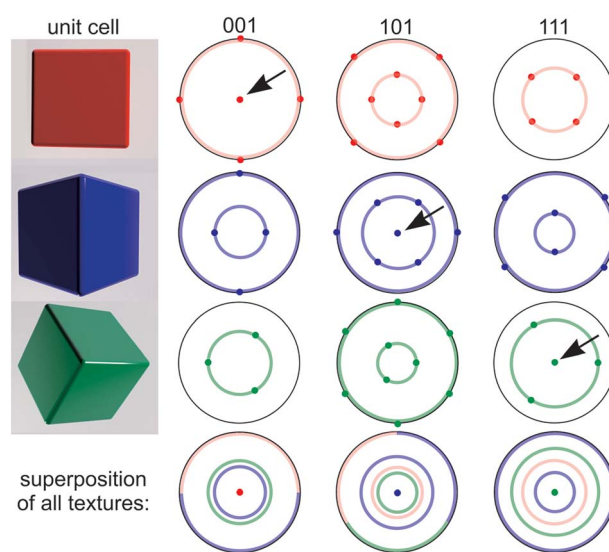 unit cell 001 101 111
superposition
of all textures: